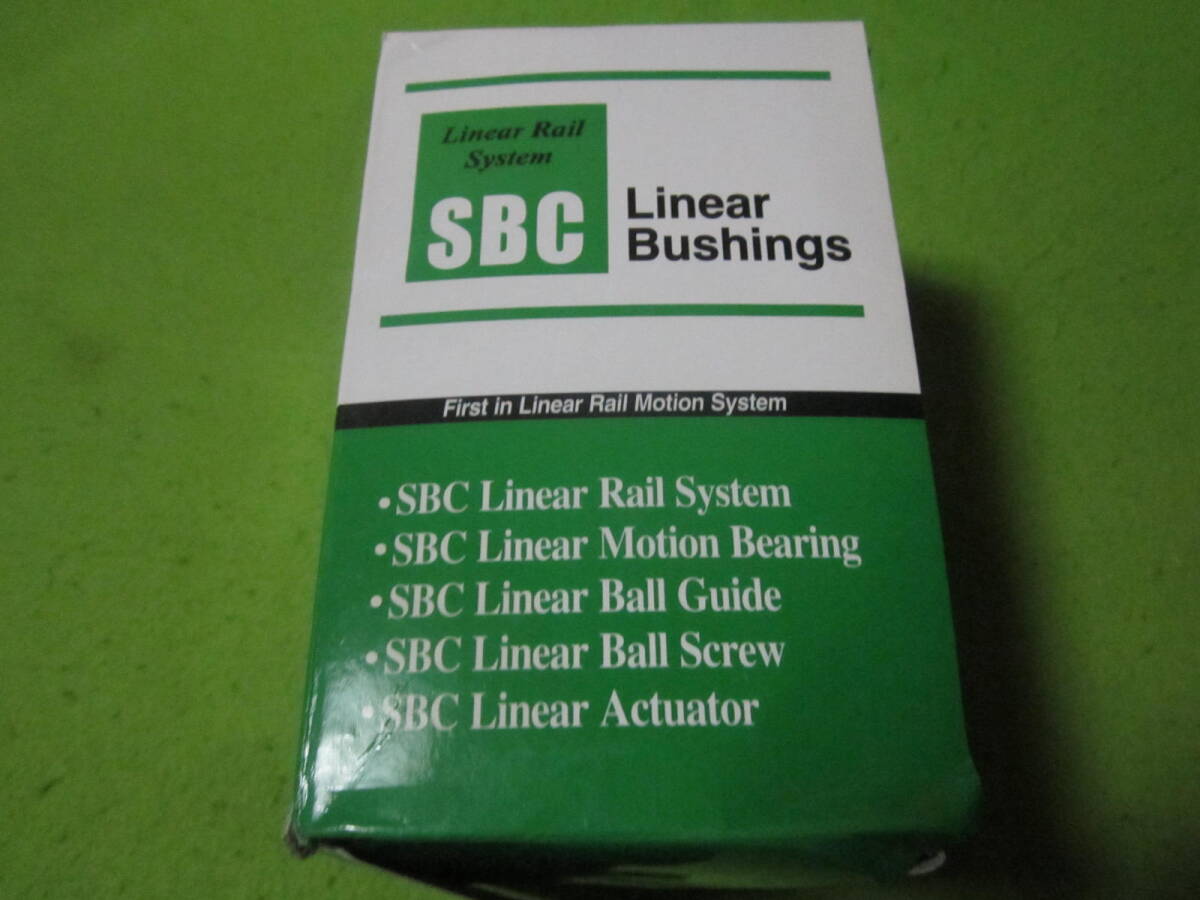 Linear Rail
System
SBC
Linear
Bushings
First in Linear Rail Motion System
•SBC Linear Rail System
•SBC Linear Motion Bearing
•SBC Linear Ball Guide
•SBC Linear Ball Screw
•SBC Linear Actuator